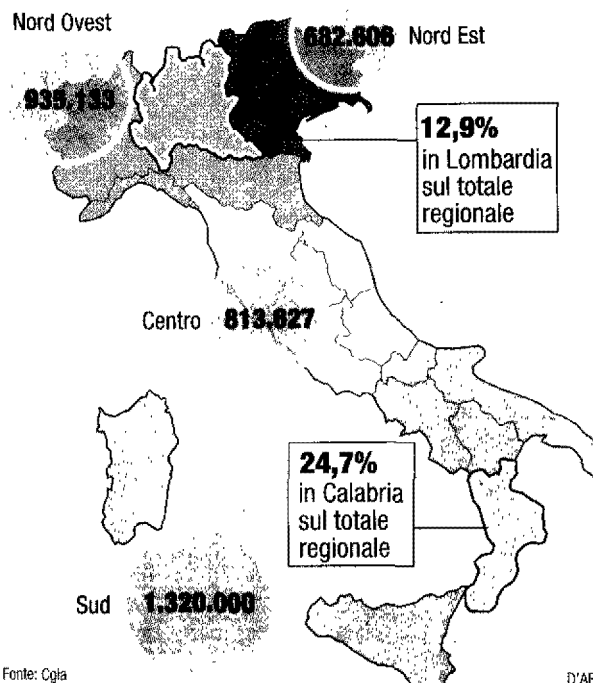 Nord Ovest
935.133
682.606 Nord Est
12,9%
in Lombardia
sul totale
regionale
Centro 813.827
24,7%
in Calabria
sul totale
regionale
Sud 1.320.000
Fonte: Cgia